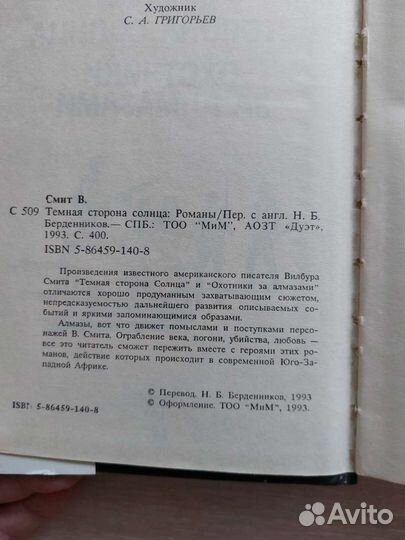 Художник
С. А. ГРИГОРЬЕВ
Смит В.
С 509 Темная сторона солнца: Романы/Пер. с англ. Н. Б.
Берденников.— СПБ.: ТОО “МиМ”, АОЗТ «Дуэт»,
1993. С. 400.
ISBN 5-86459-140-8
Произведения известного американского писателя Вилбура
Смита “Темная сторона Солнца” и “Охотники за алмазами”
отличаются хорошо продуманным захватывающим сюжетом,
непредсказуемостью дальнейшего развития описываемых со-
бытий и яркими запоминающимися образами.
Алмазы, вот что движет помыслами и поступками персо-
нажей В. Смита. Ограбление века, погони, убийства, любовь —
все это читатель сможет пережить вместе с героями этих ро-
манов, действие которых происходит в современной Юго-За-
падной Африке.
© Перевод. Н. Б. Берденников, 1993
ISBN 5-86459-140-8
© Оформление. ТОО “МиМ”, 1993.
Avito